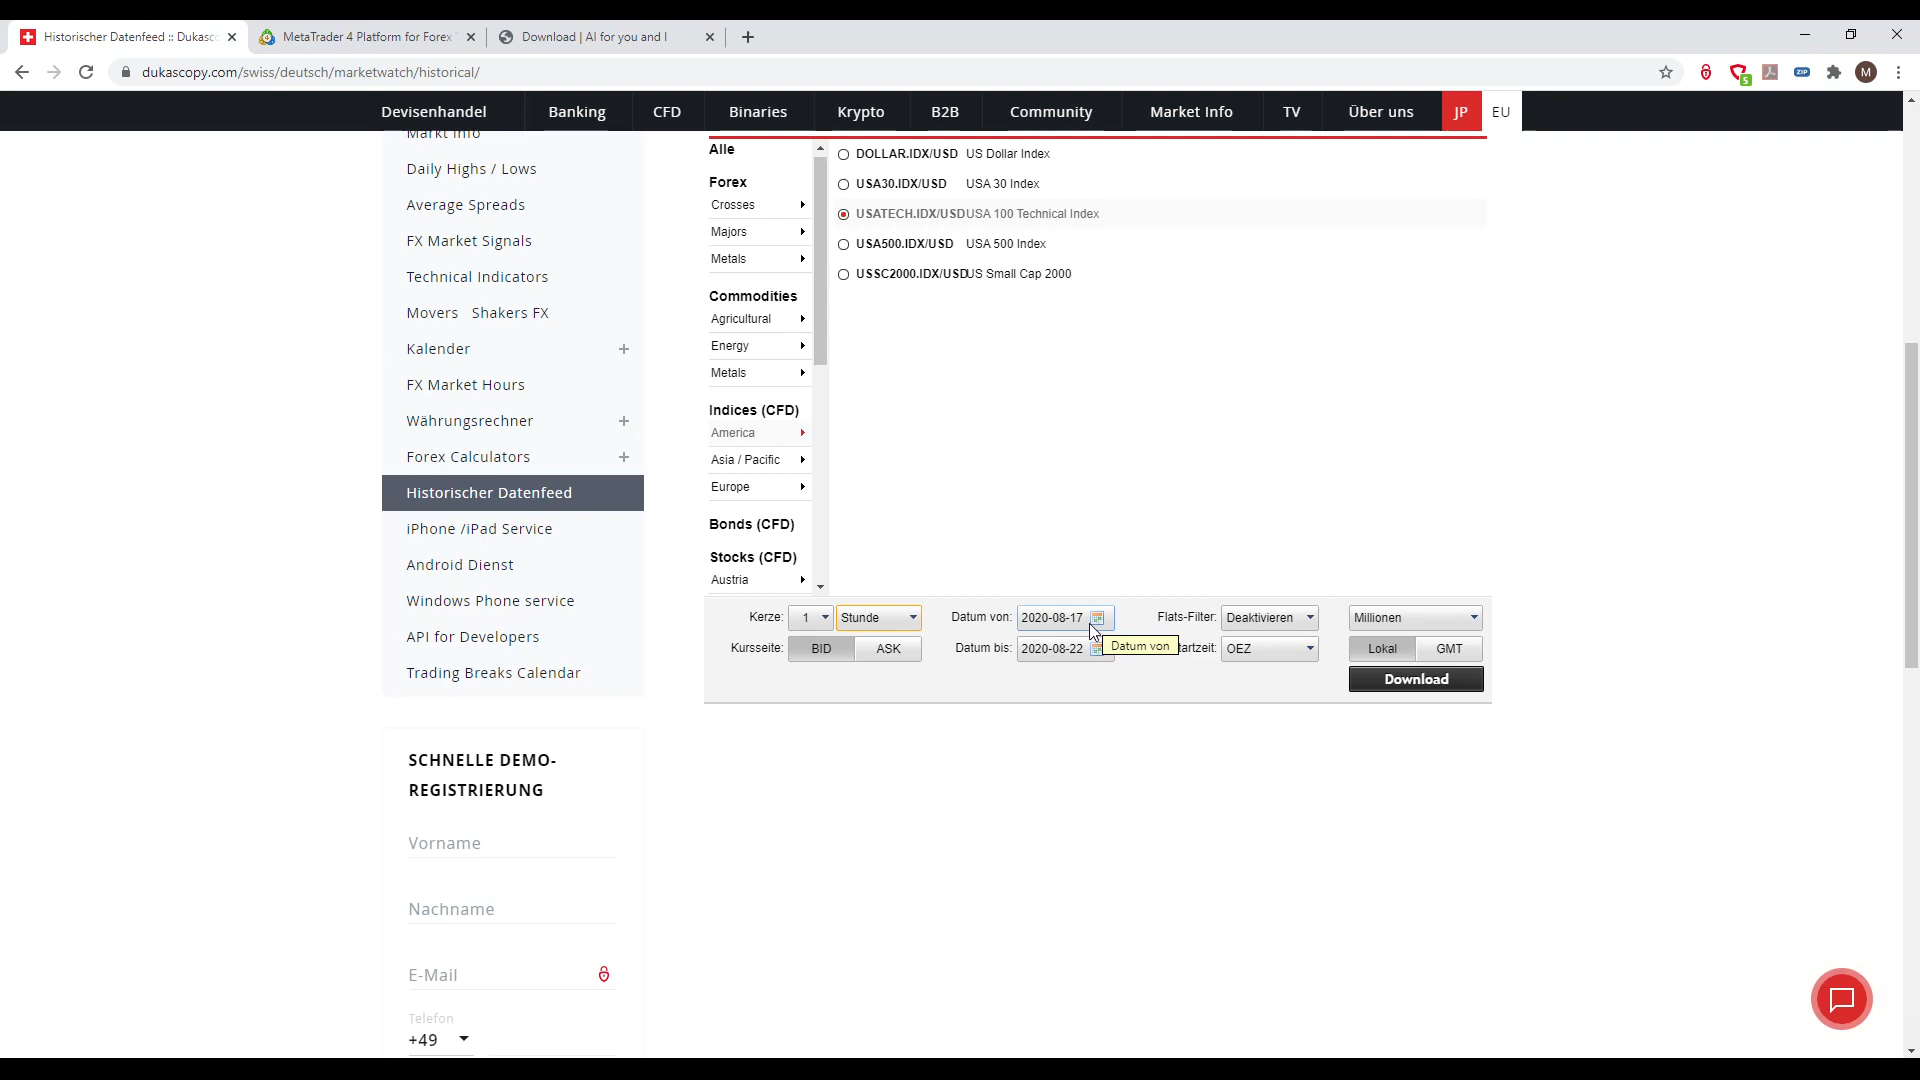 Historischer Datenfeed :: Dukasc
MetaTrader 4 Platform for Forex
Download | AI for you and I
dukascopy.com/swiss/deutsch/marketwatch/historical/
S
ZIP
M
Devisenhandel
Banking
CFD
Binaries
Krypto
B2B
Community
Market Info
TV
Über uns
JP
EU
Markt Info
Daily Highs / Lows
Average Spreads
FX Market Signals
Technical Indicators
Movers Shakers FX
Kalender
FX Market Hours
Währungsrechner
Forex Calculators
Historischer Datenfeed
iPhone /iPad Service
Android Dienst
Windows Phone service
API for Developers
Trading Breaks Calendar
Alle
Forex
Crosses
Majors
Metals
Commodities
Agricultural
Energy
Metals
Indices (CFD)
America
Asia / Pacific
Europe
Bonds (CFD)
Stocks (CFD)
Austria
DOLLAR.IDX/USD US Dollar Index
USA30.IDX/USD USA 30 Index
USATECH.IDX/USD USA 100 Technical Index
USA500.IDX/USD USA 500 Index
USSC2000.IDX/USD US Small Cap 2000
Kerze: 1 Stunde Datum von: 2020-08-17 Flats-Filter: Deaktivieren Millionen
Kursseite: BID ASK Datum bis: 2020-08-22 Datum von artzeit: OEZ Lokal GMT
Download
SCHNELLE DEMO-
REGISTRIERUNG
Vorname
Nachname
E-Mail
Telefon
+49